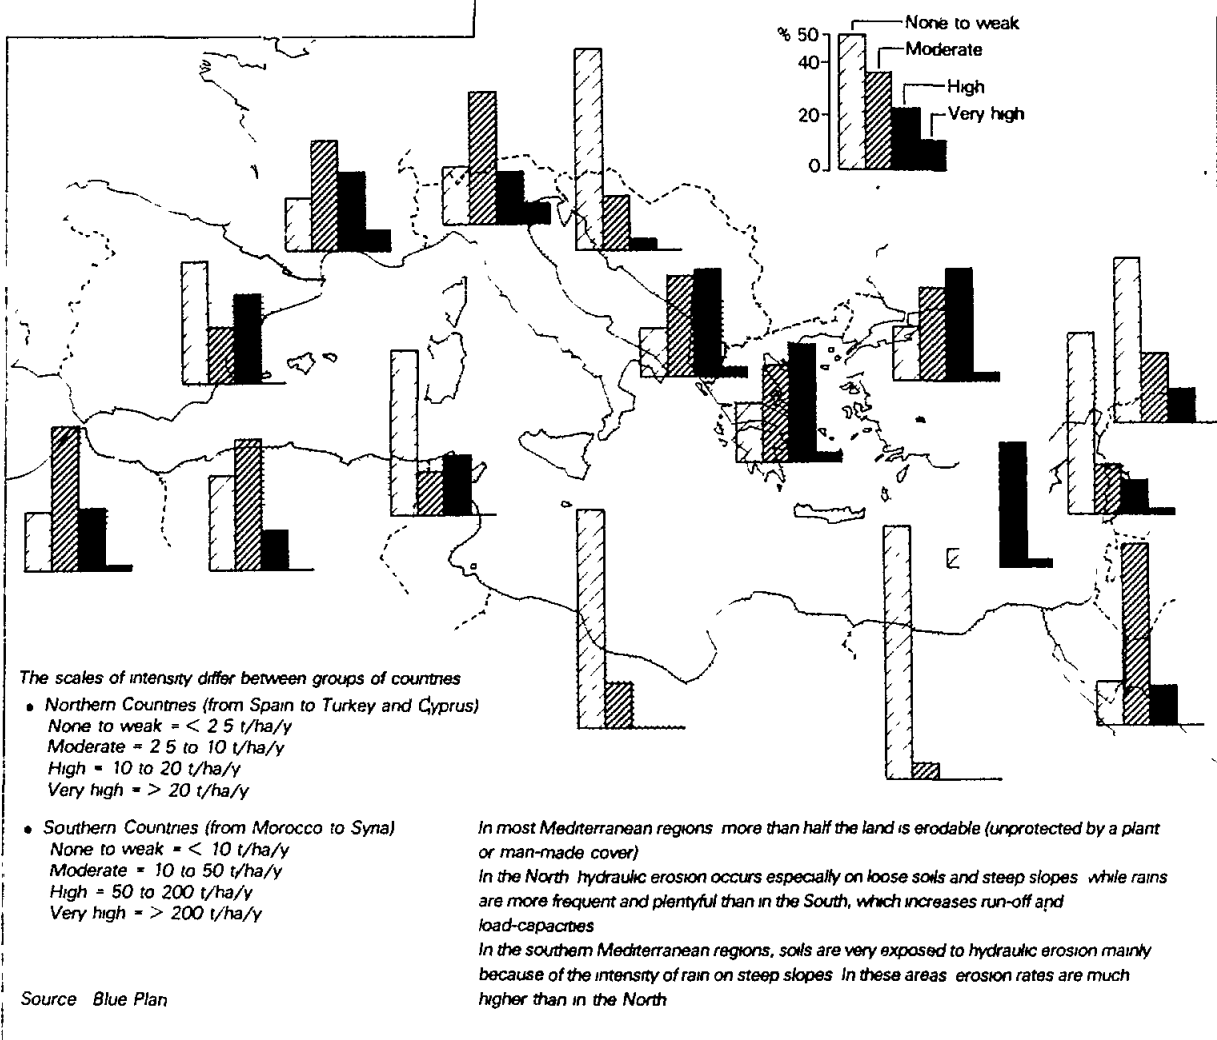 None to weak
% 50
Moderate
40
High
20
Very high
0
The scales of intensity differ between groups of countries
• Northern Countries (from Spain to Turkey and Cyprus)
None to weak = < 2 5 t/ha/y
Moderate = 2 5 to 10 t/ha/y
High = 10 to 20 t/ha/y
Very high = > 20 t/ha/y
• Southern Countries (from Morocco to Syria)
None to weak = < 10 t/ha/y
Moderate = 10 to 50 t/ha/y
High = 50 to 200 t/ha/y
Very high = > 200 t/ha/y
Source Blue Plan
In most Mediterranean regions more than half the land is erodable (unprotected by a plant
or man-made cover)
In the North hydraulic erosion occurs especially on loose soils and steep slopes while rains
are more frequent and plentyful than in the South, which increases run-off and
load-capacities
In the southern Mediterranean regions, soils are very exposed to hydraulic erosion mainly
because of the intensity of rain on steep slopes In these areas erosion rates are much
higher than in the North